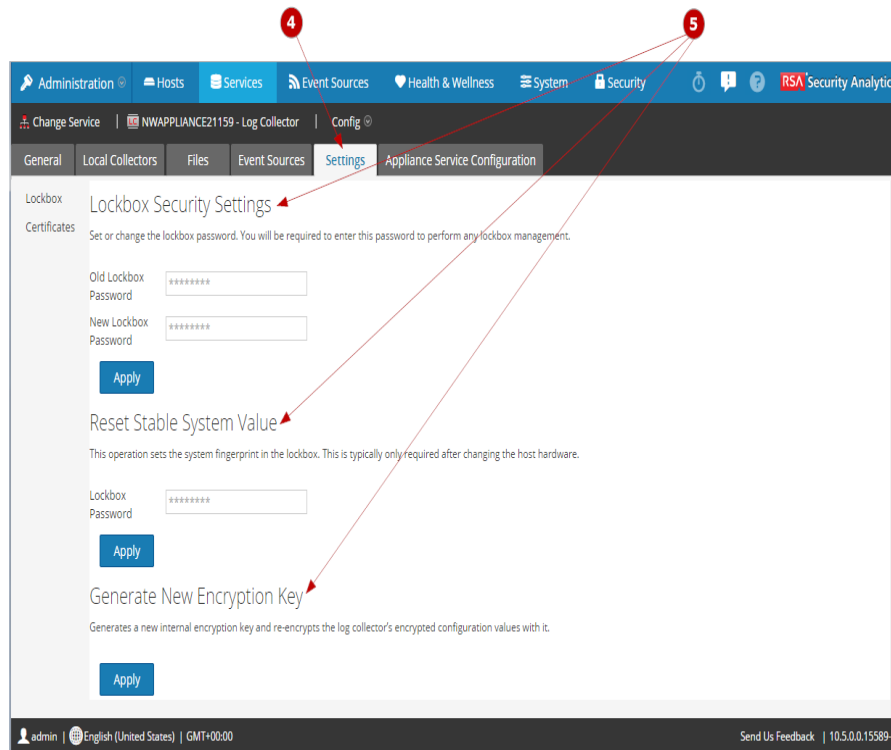 4
5
Administration Hosts Services Event Sources Health & Wellness System Security RSA Security Analytic
Change Service | NWAPPLIANCE21159 - Log Collector | Config
General Local Collectors Files Event Sources Settings Appliance Service Configuration
Lockbox
Certificates
Lockbox Security Settings
Set or change the lockbox password. You will be required to enter this password to perform any lockbox management.
Old Lockbox
Password
********
New Lockbox
Password
********
Apply
Reset Stable System Value
This operation sets the system fingerprint in the lockbox. This is typically only required after changing the host hardware.
Lockbox
Password
********
Apply
Generate New Encryption Key
Generates a new internal encryption key and re-encrypts the log collector's encrypted configuration values with it.
Apply
admin | English (United States) | GMT+00:00
Send Us Feedback | 10.5.0.0.15589-